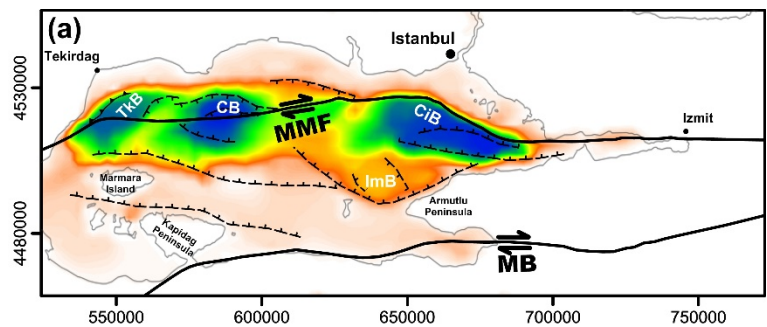 (a)
Istanbul
Tekirdag
4530000
TkB
CB
MMF
CiB
Izmit
ImB
Marmara
Island
Armutlu
Peninsula
Kapidag
Peninsula
4480000
MB
550000
600000
650000
700000
750000